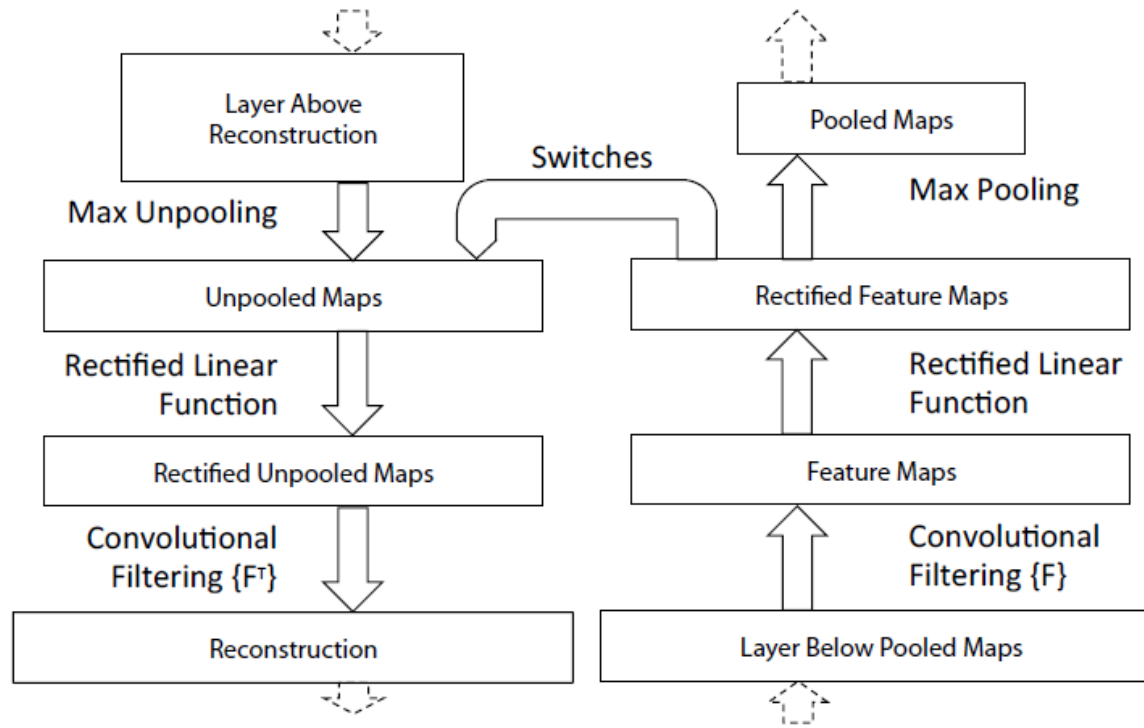 Layer Above
Reconstruction
Pooled Maps
Switches
Max Unpooling
Max Pooling
Unpooled Maps
Rectified Feature Maps
Rectified Linear
Function
Rectified Linear
Function
Rectified Unpooled Maps
Feature Maps
Convolutional
Filtering {Fᵀ}
Convolutional
Filtering {F}
Reconstruction
Layer Below Pooled Maps